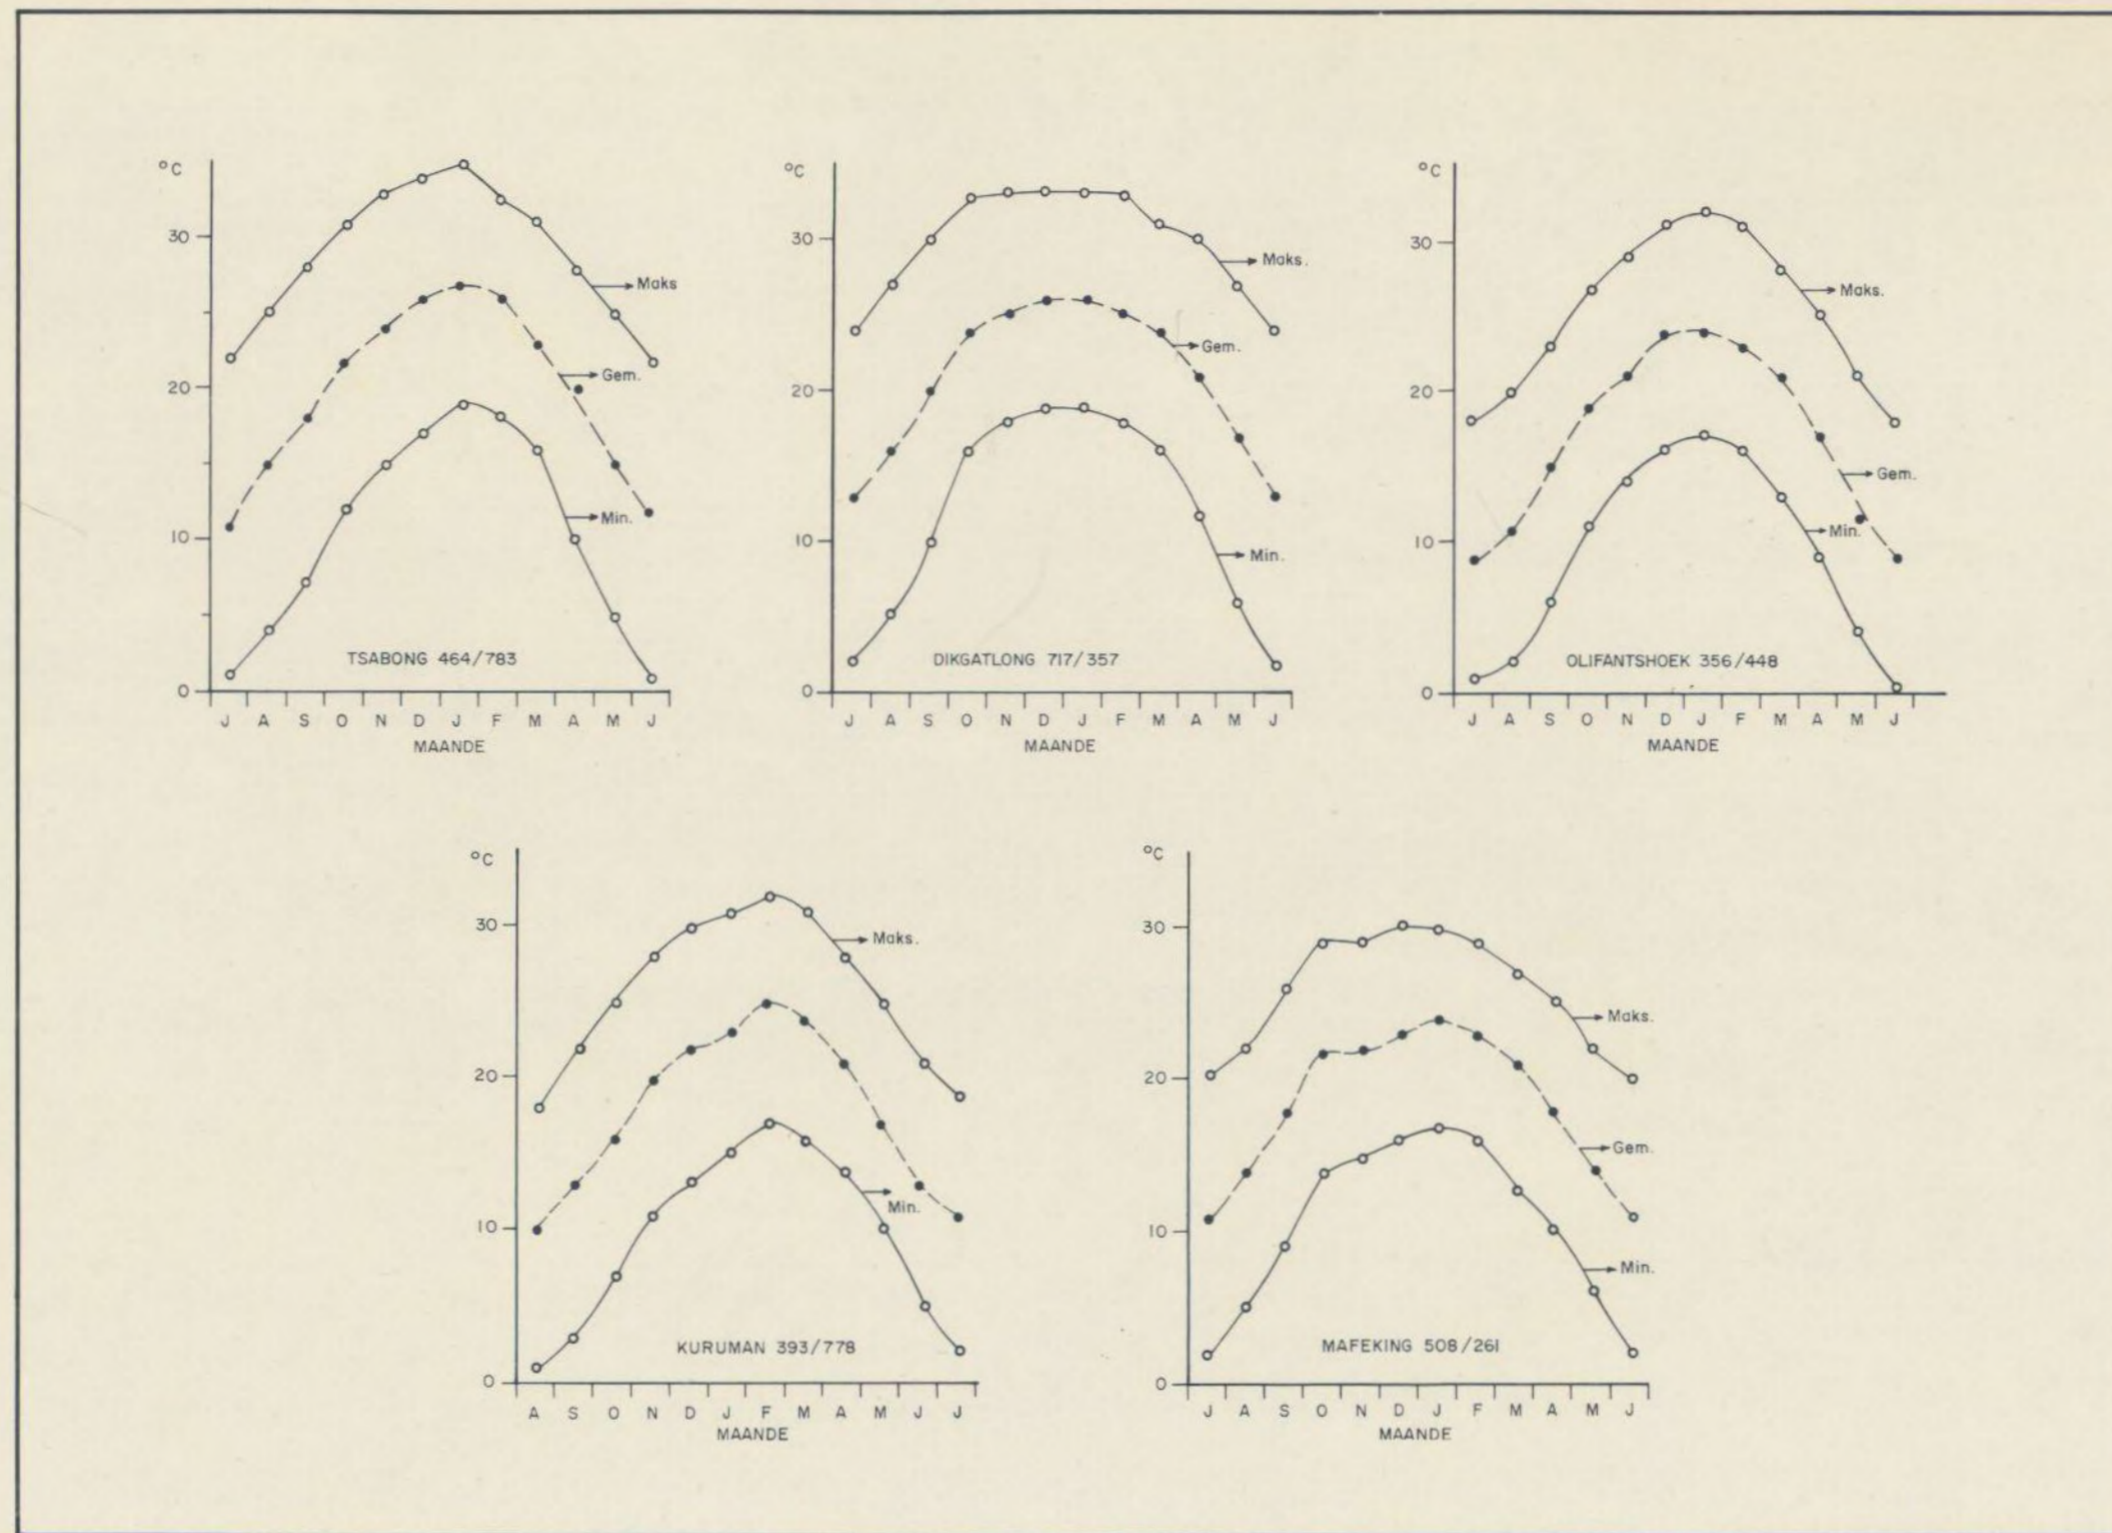 °C
30
20
10
0
Maks
Gem.
Min.
TSABONG 464/783
J A S O N D J F M A M J
MAANDE
°C
30
20
10
0
Maks.
Gem.
Min.
DIKGATLONG 717/357
J A S O N D J F M A M J
MAANDE
°C
30
20
10
0
Maks.
Gem.
Min.
OLIFANTSHOEK 356/448
J A S O N D J F M A M J
MAANDE
°C
30
20
10
0
Maks.
Min.
KURUMAN 393/778
A S O N D J F M A M J J
MAANDE
°C
30
20
10
0
Maks.
Gem.
Min.
MAFEKING 508/261
J A S O N D J F M A M J
MAANDE